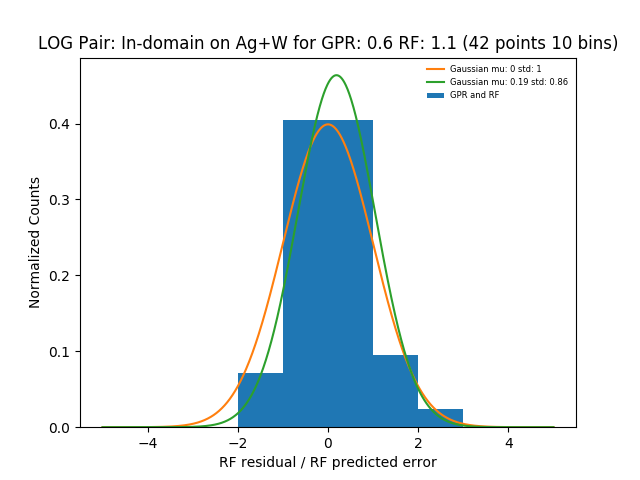 LOG Pair: In-domain on Ag+W for GPR: 0.6 RF: 1.1 (42 points 10 bins)
Gaussian mu: 0 std: 1
Gaussian mu: 0.19 std: 0.86
GPR and RF
Normalized Counts
0.4
0.3
0.2
0.1
0.0
−4 −2 0 2 4
RF residual / RF predicted error